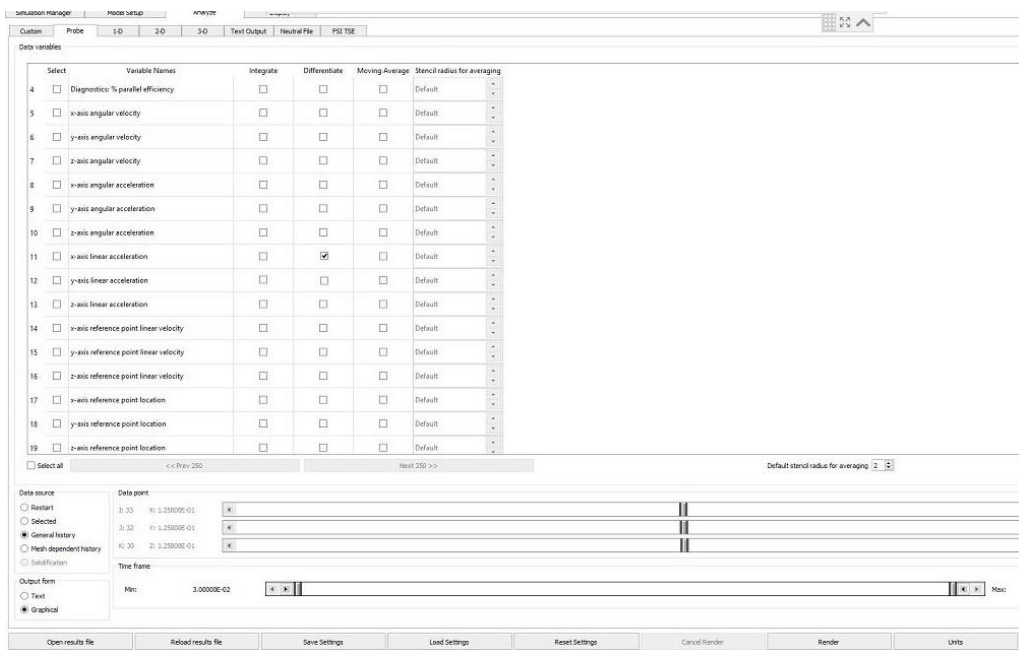 Simulation Manager Model Setup Analyze Display
Custom Probe 1-D 2-D 3-D Text Output Neutral File FSI TSE
Data variables
Select Variable Names Integrate Differentiate Moving Average Stencil radius for averaging
4 Diagnostics: % parallel efficiency Default
5 x-axis angular velocity Default
6 y-axis angular velocity Default
7 z-axis angular velocity Default
8 x-axis angular acceleration Default
9 y-axis angular acceleration Default
10 z-axis angular acceleration Default
11 x-axis linear acceleration Default
12 y-axis linear acceleration Default
13 z-axis linear acceleration Default
14 x-axis reference point linear velocity Default
15 y-axis reference point linear velocity Default
16 z-axis reference point linear velocity Default
17 x-axis reference point location Default
18 y-axis reference point location Default
19 z-axis reference point location Default
Select all << Prev 250 Next 250 >> Default stencil radius for averaging 2
Data source
Restart
Selected
General history
Mesh dependent history
Solidification
Data point
I: 33 X: 1.25000E-01
J: 32 Y: 1.25000E-01
K: 30 Z: 1.25000E-01
Output form
Text
Graphical
Time frame
Min: 3.00000E-02 Max:
Open results file Reload results file Save Settings Load Settings Reset Settings Cancel Render Render Units